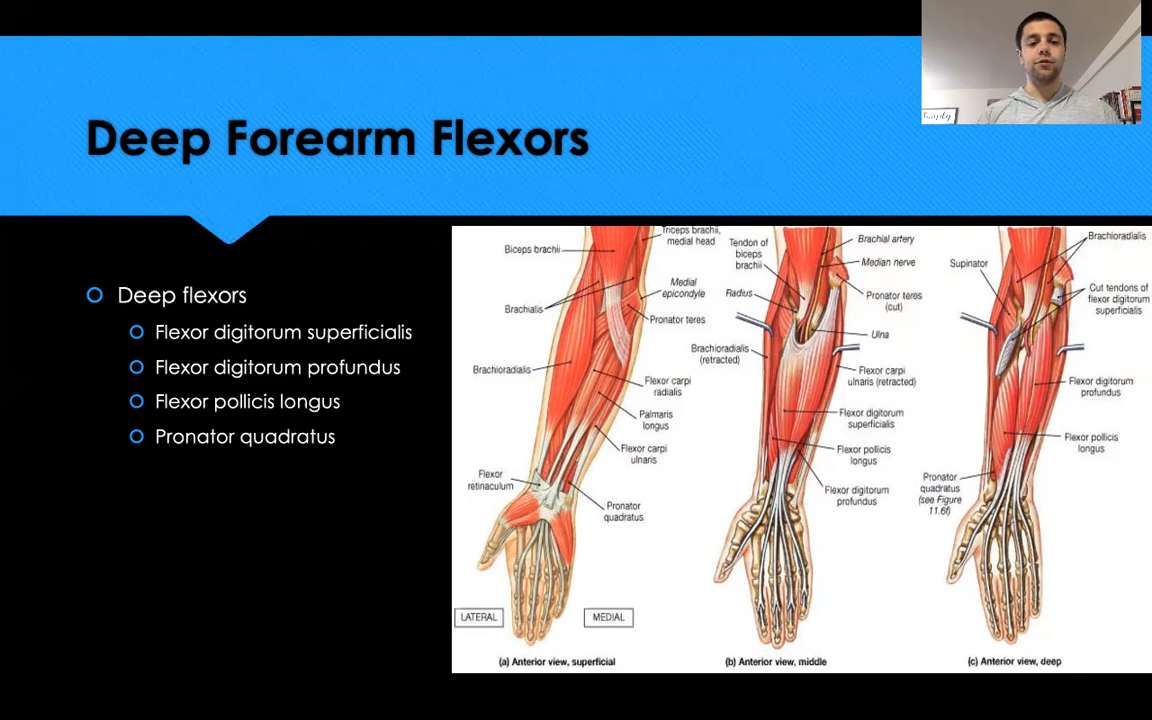 Deep Forearm Flexors
Simply
Deep flexors
Flexor digitorum superficialis
Flexor digitorum profundus
Flexor pollicis longus
Pronator quadratus
Biceps brachii
Triceps brachii,
medial head
Medial
epicondyle
Brachialis
Pronator teres
Brachioradialis
Flexor carpi
radialis
Palmaris
longus
Flexor carpi
ulnaris
Flexor
retinaculum
Pronator
quadratus
LATERAL
MEDIAL
(a) Anterior view, superficial
Tendon of
biceps
brachii
Brachial artery
Median nerve
Radius
Pronator teres
(cut)
Ulna
Brachioradialis
(retracted)
Flexor carpi
ulnaris (retracted)
Flexor digitorum
superficialis
Flexor pollicis
longus
Flexor digitorum
profundus
(b) Anterior view, middle
Brachioradialis
Supinator
Cut tendons of
flexor digitorum
superficialis
Flexor digitorum
profundus
Flexor pollicis
longus
Pronator
quadratus
(see Figure
11.6f)
(c) Anterior view, deep